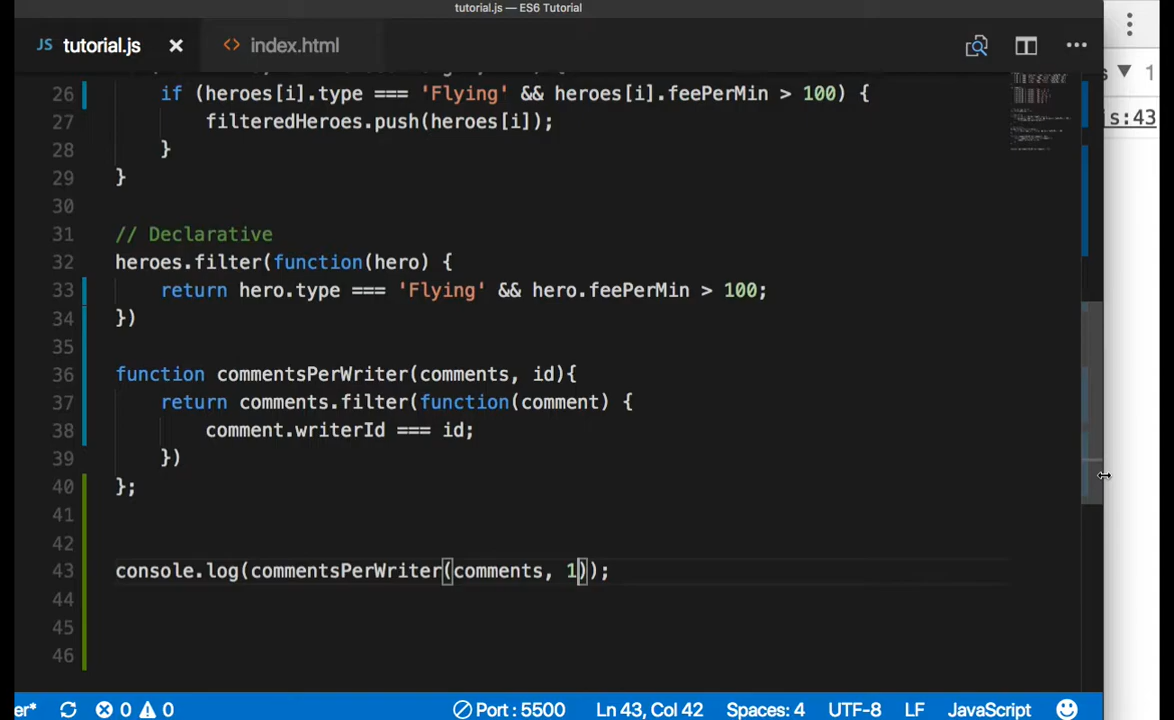 tutorial.js — ES6 Tutorial
JS tutorial.js × <> index.html
26 if (heroes[i].type === 'Flying' && heroes[i].feePerMin > 100) {
27 filteredHeroes.push(heroes[i]);
28 }
29 }
30
31 // Declarative
32 heroes.filter(function(hero) {
33 return hero.type === 'Flying' && hero.feePerMin > 100;
34 })
35
36 function commentsPerWriter(comments, id){
37 return comments.filter(function(comment) {
38 comment.writerId === id;
39 })
40 };
41
42
43 console.log(commentsPerWriter(comments, 1));
44
45
46
s ▼ 1
s:43
er* 0 0 Port : 5500 Ln 43, Col 42 Spaces: 4 UTF-8 LF JavaScript